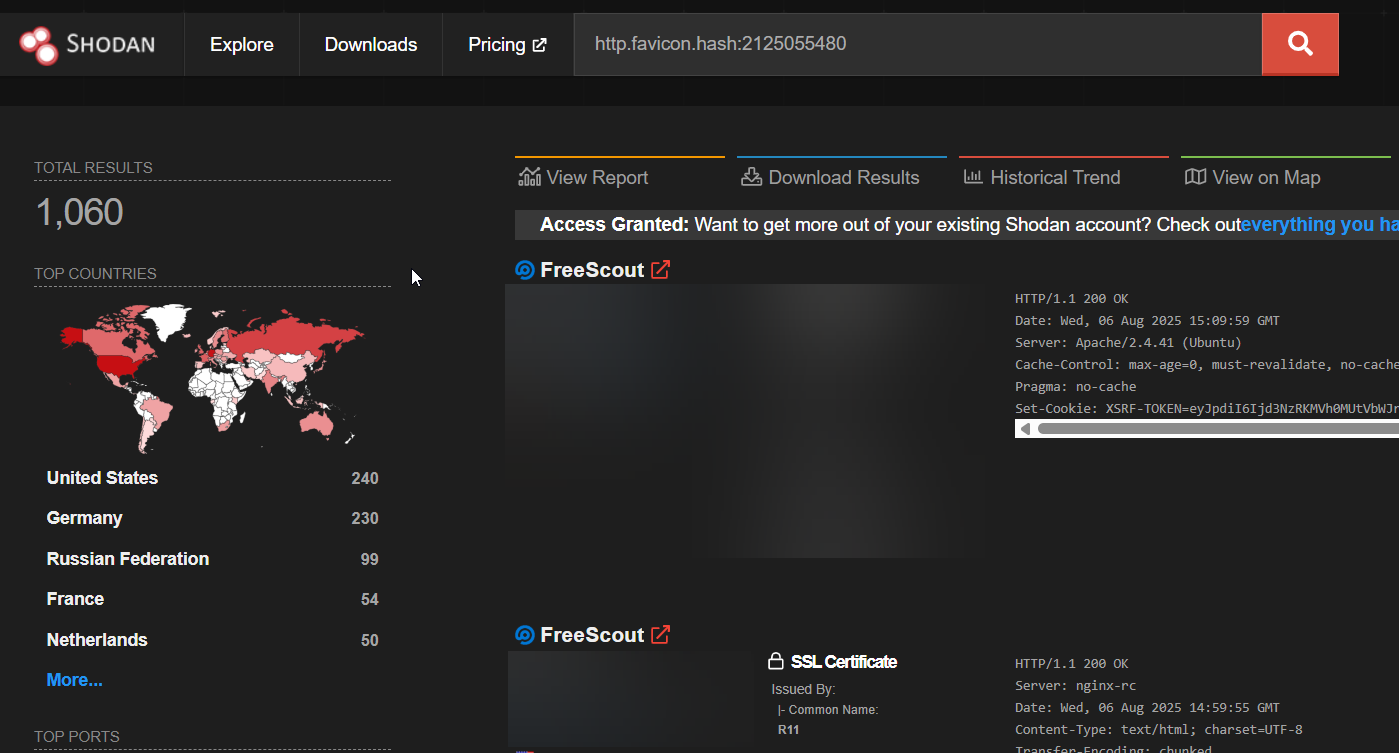 SHODAN Explore Downloads Pricing http.favicon.hash:2125055480
TOTAL RESULTS
1,060
TOP COUNTRIES
United States 240
Germany 230
Russian Federation 99
France 54
Netherlands 50
More...
TOP PORTS
View Report Download Results Historical Trend View on Map
Access Granted: Want to get more out of your existing Shodan account? Check out everything you
FreeScout
HTTP/1.1 200 OK
Date: Wed, 06 Aug 2025 15:09:59 GMT
Server: Apache/2.4.41 (Ubuntu)
Cache-Control: max-age=0, must-revalidate, no-cache
Pragma: no-cache
Set-Cookie:
FreeScout
SSL Certificate
Issued By:
|- Common Name:
R11
HTTP/1.1 200 OK
Server: nginx-rc
Date: Wed, 06 Aug 2025 14:59:55 GMT
Content-Type: text/html; charset=UTF-8
Transfer-Encoding: chunked